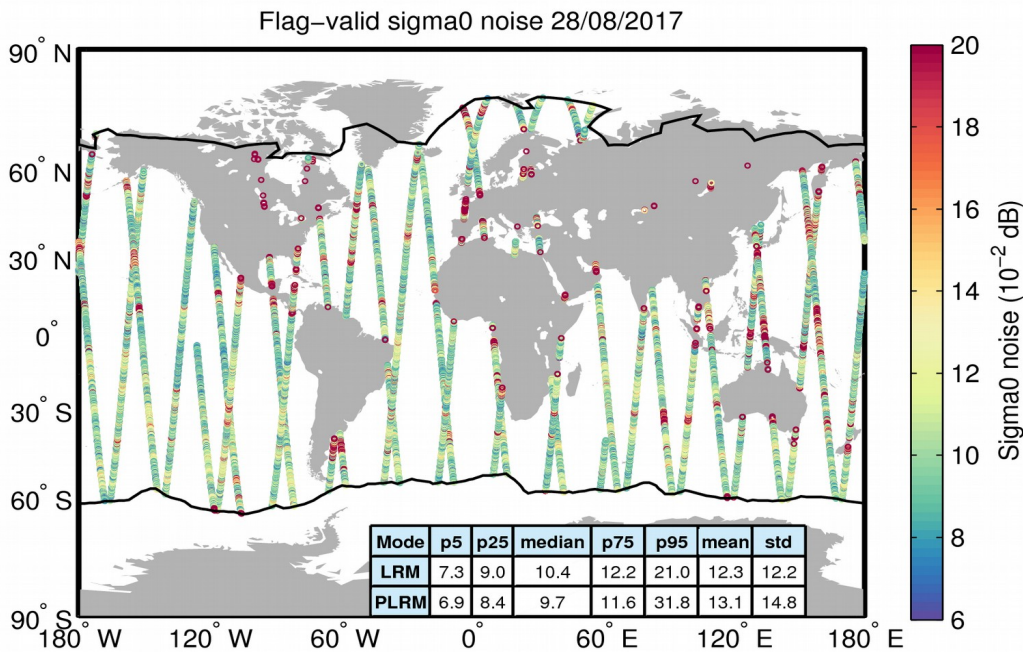 Flag−valid sigma0 noise 28/08/2017
90° N
60° N
30° N
0°
30° S
60° S
90° S
180° W
120° W
60° W
0°
60° E
120° E
180° E
Mode p5 p25 median p75 p95 mean std
LRM 7.3 9.0 10.4 12.2 21.0 12.3 12.2
PLRM 6.9 8.4 9.7 11.6 31.8 13.1 14.8
20
18
16
14
12
10
8
6
Sigma0 noise (10−2 dB)